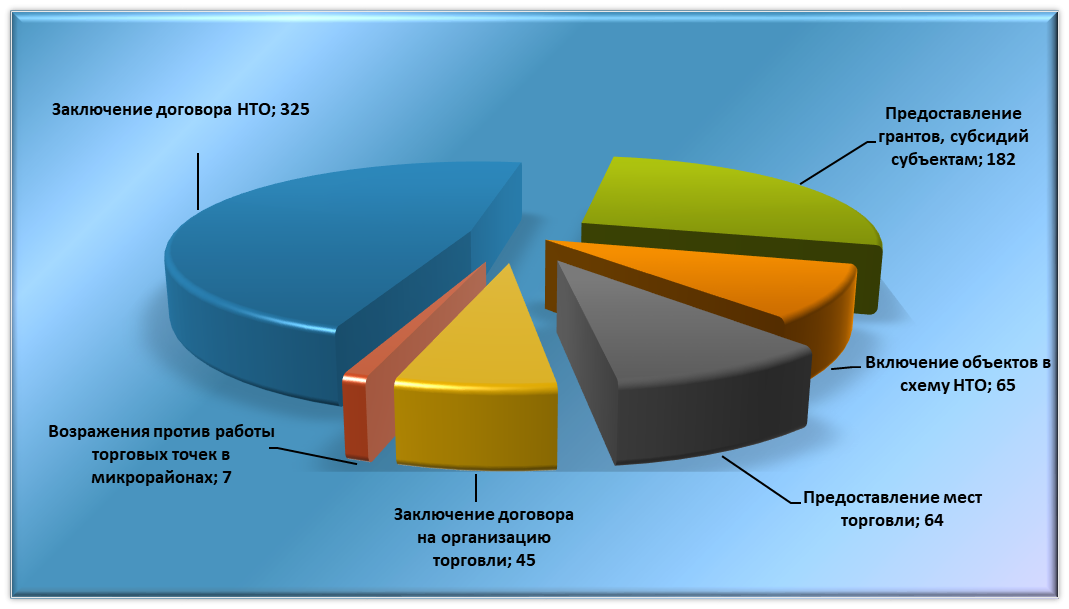 Заключение договора НТО; 325
Предоставление
грантов, субсидий
субъектам; 182
Включение объектов в
схему НТО; 65
Возражения против работы
торговых точек в
микрорайонах; 7
Предоставление мест
торговли; 64
Заключение договора
на организацию
торговли; 45